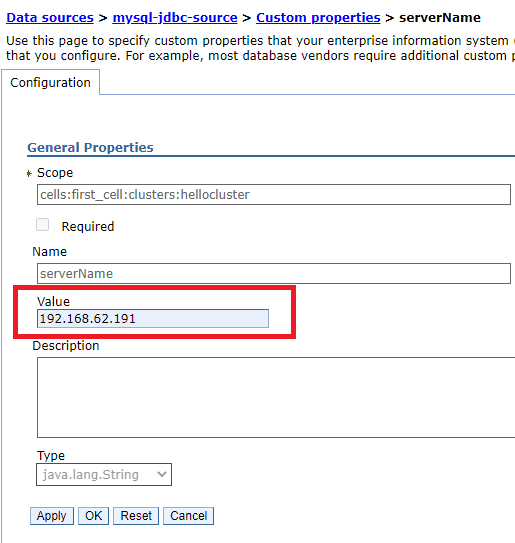 Data sources > mysql-jdbc-source > Custom properties > serverName
Use this page to specify custom properties that your enterprise information system
that you configure. For example, most database vendors require additional custom
Configuration
General Properties
* Scope
cells:first_cell:clusters:hellocluster
Required
Name
serverName
Value
192.168.62.191
Description
Type
java.lang.String
Apply OK Reset Cancel